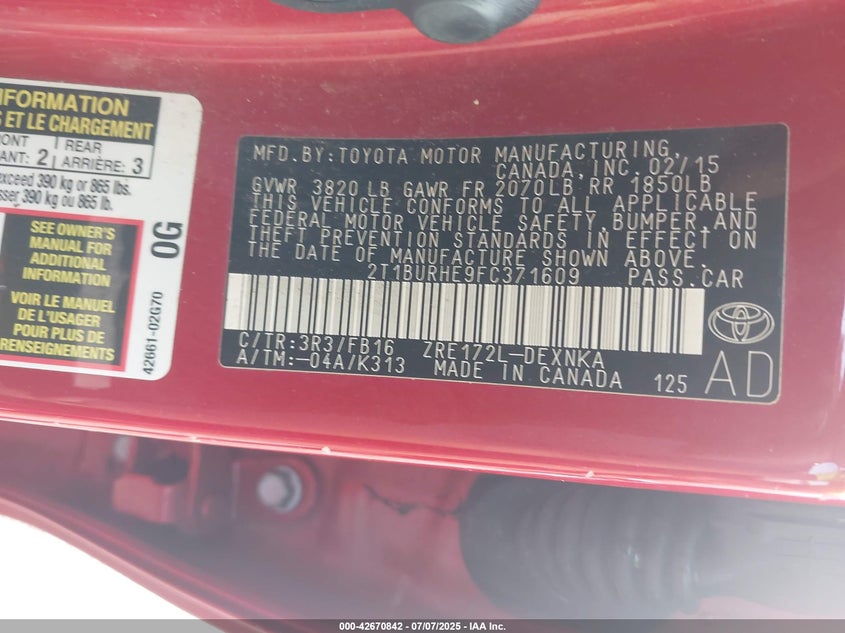 NFORMATION
S ET LE CHARGEMENT
ONT
ANT: 2
REAR
ARRIÈRE: 3
exceed 390 kg or 865 lbs.
sser 390 kg ou 865 lb.
SEE OWNER'S
MANUAL FOR
ADDITIONAL
INFORMATION
VOIR LE MANUEL
DE L'USAGER
POUR PLUS DE
RENSEIGNEMENTS
42661-02G70
0G
MFD.BY:TOYOTA MOTOR MANUFACTURING,
CANADA, INC. 02/15
GVWR 3820 LB GAWR FR 2070LB RR 1850LB
THIS VEHICLE CONFORMS TO ALL APPLICABLE
FEDERAL MOTOR VEHICLE SAFETY, BUMPER, AND
THEFT PREVENTION STANDARDS IN EFFECT ON
THE DATE OF MANUFACTURE SHOWN ABOVE.
2T1BURHE9FC371609 PASS.CAR
C/TR:3R3/FB16 ZRE172L-DEXNKA
A/TM:-04A/K313 MADE IN CANADA 125
AD
000-42670842 / 07/07/2025 - IAA Inc.